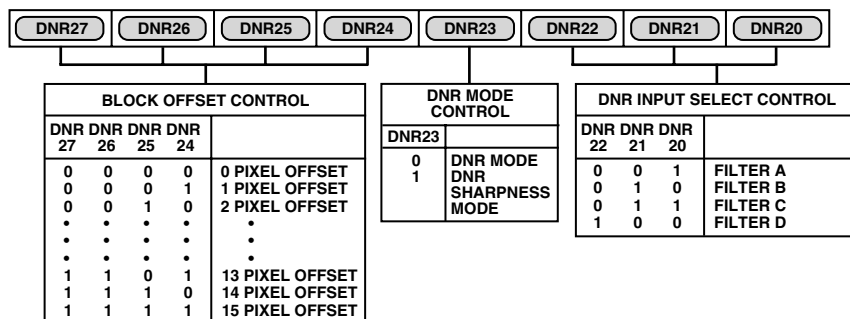 DNR27 DNR26 DNR25 DNR24 DNR23 DNR22 DNR21 DNR20
BLOCK OFFSET CONTROL
DNR DNR DNR DNR
27 26 25 24
0 0 0 0 0 PIXEL OFFSET
0 0 0 1 1 PIXEL OFFSET
0 0 1 0 2 PIXEL OFFSET
• • • • •
• • • • •
• • • • •
1 1 0 1 13 PIXEL OFFSET
1 1 1 0 14 PIXEL OFFSET
1 1 1 1 15 PIXEL OFFSET
DNR MODE
CONTROL
DNR23
0 DNR MODE
1 DNR
SHARPNESS
MODE
DNR INPUT SELECT CONTROL
DNR DNR DNR
22 21 20
0 0 1 FILTER A
0 1 0 FILTER B
0 1 1 FILTER C
1 0 0 FILTER D